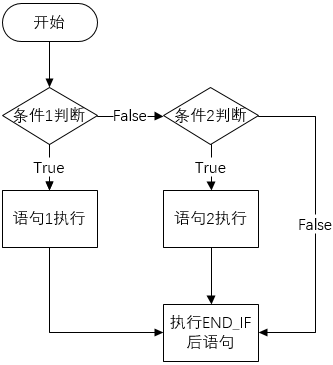 开始
条件1判断
False
条件2判断
True
True
语句1执行
语句2执行
False
执行END_IF
后语句